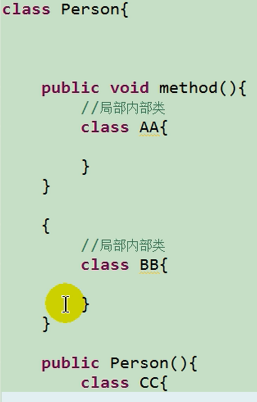 class Person{
public void method(){
//局部内部类
class AA{
}
}
{
//局部内部类
class BB{
}
}
public Person(){
class CC{